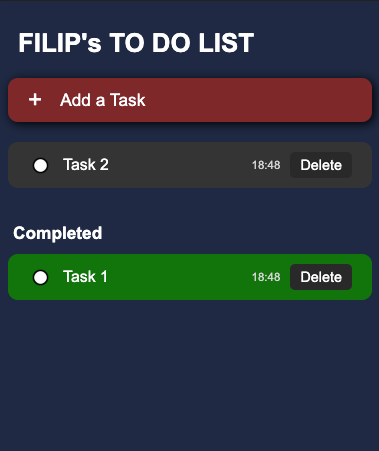 FILIP's TO DO LIST
+ Add a Task
Task 2 18:48 Delete
Completed
Task 1 18:48 Delete